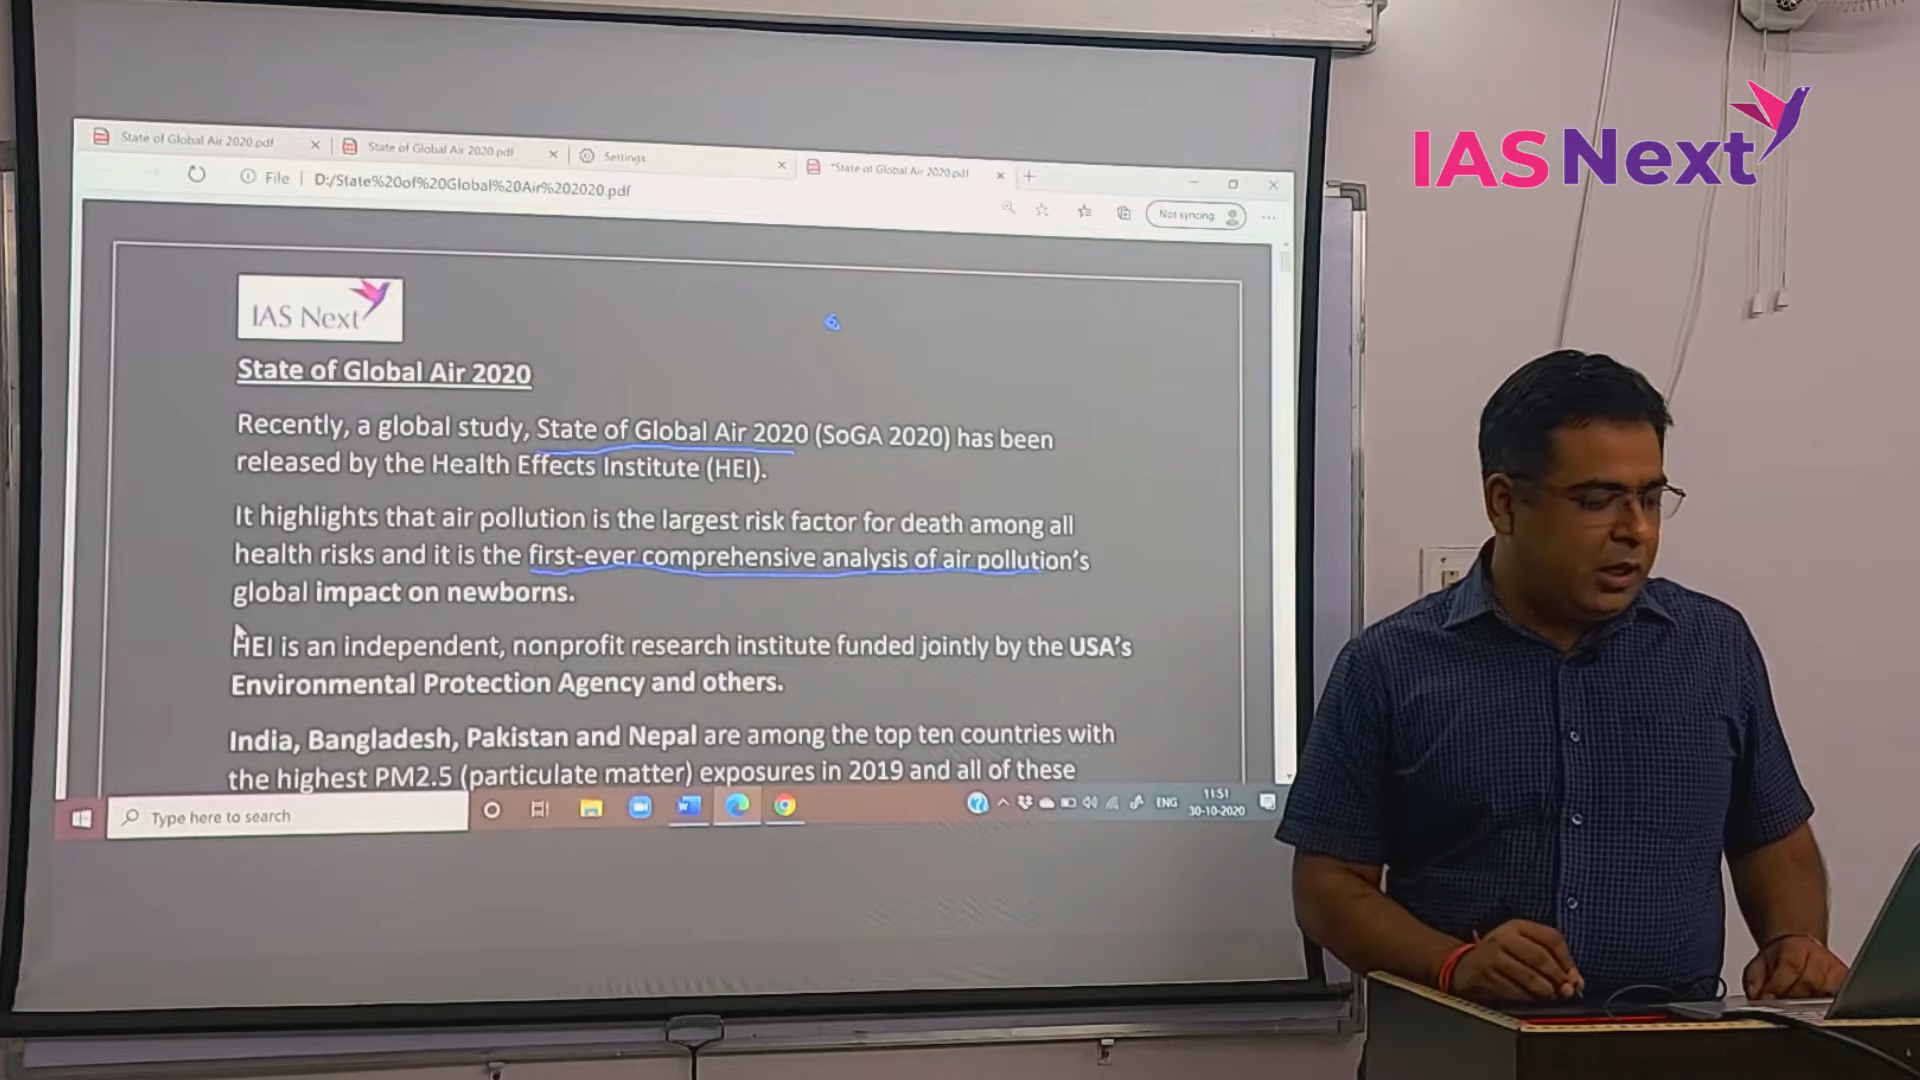 IAS Next
State of Global Air 2020.pdf
State of Global Air 2020.pdf
Settings
*State of Global Air 2020.pdf
File | D:/State%20of%20Global%20Air%202020.pdf
Not syncing
IAS Next
State of Global Air 2020
Recently, a global study, State of Global Air 2020 (SoGA 2020) has been
released by the Health Effects Institute (HEI).
It highlights that air pollution is the largest risk factor for death among all
health risks and it is the first-ever comprehensive analysis of air pollution's
global impact on newborns.
HEI is an independent, nonprofit research institute funded jointly by the USA's
Environmental Protection Agency and others.
India, Bangladesh, Pakistan and Nepal are among the top ten countries with
the highest PM2.5 (particulate matter) exposures in 2019 and all of these
Type here to search
ENG
11:51
30-10-2020